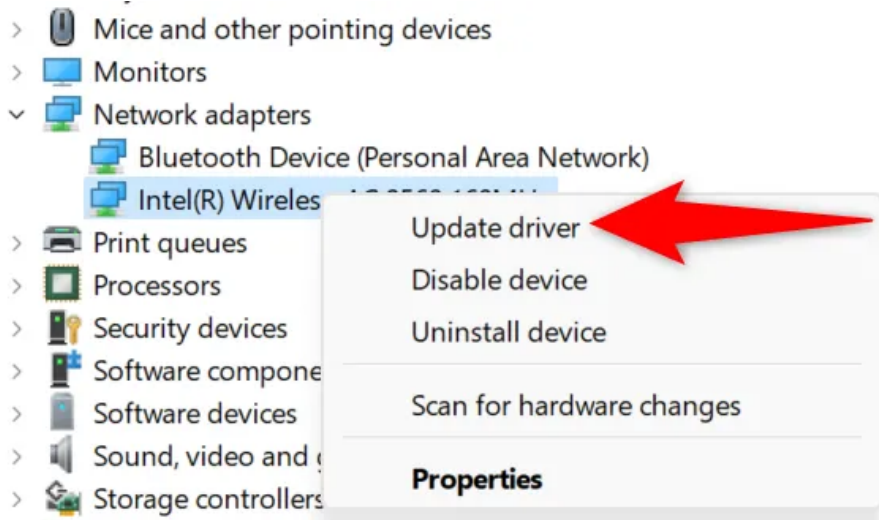 Mice and other pointing devices
Monitors
Network adapters
Bluetooth Device (Personal Area Network)
Intel(R)
Update driver
Print queues
Disable device
Processors
Security devices
Uninstall device
Software
Software devices
Scan for hardware changes
Sound, video and
Storage controllers
Properties